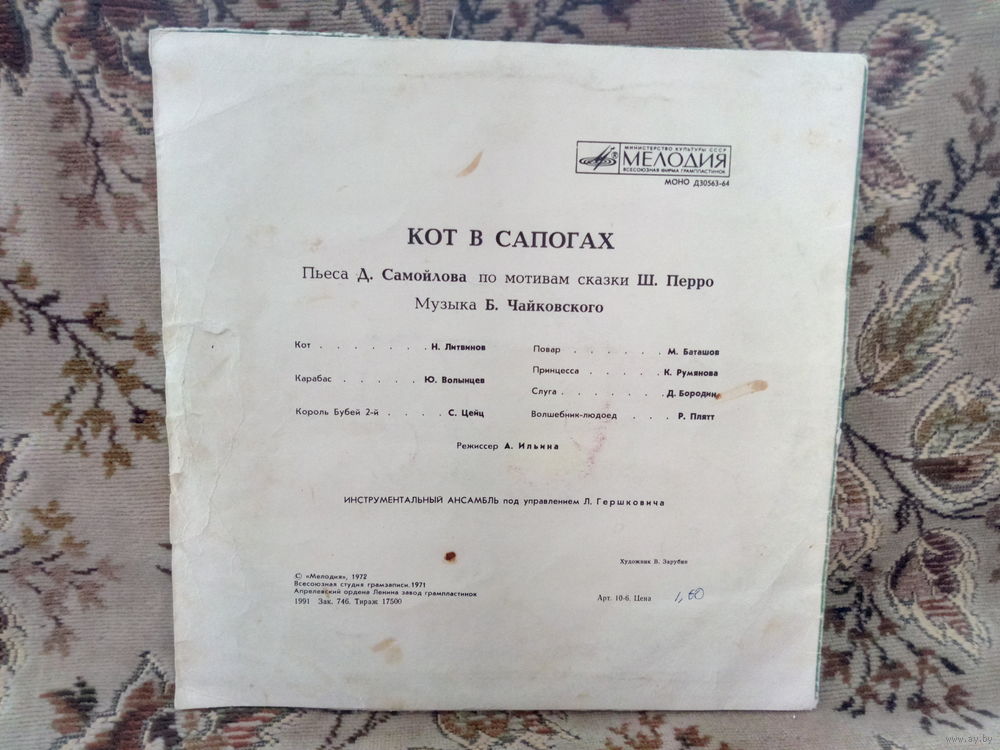 МИНИСТЕРСТВО КУЛЬТУРЫ СССР
МЕЛОДИЯ
ВСЕСОЮЗНАЯ ФИРМА ГРАМПЛАСТИНОК
МОНО Д30563-64
КОТ В САПОГАХ
Пьеса Д. Самойлова по мотивам сказки Ш. Перро
Музыка Б. Чайковского
Кот . . . . . . . Н. Литвинов
Карабас . . . . . Ю. Волынцев
Король Бубей 2-й . . . . С. Цейц
Повар . . . . . . М. Баташов
Принцесса . . . . . К. Румянова
Слуга . . . . . . . Д. Бородин
Волшебник-людоед . . . Р. Плятт
Режиссер А. Ильина
ИНСТРУМЕНТАЛЬНЫЙ АНСАМБЛЬ под управлением Л. Гершковича
Художник В. Зарубин
© «Мелодия», 1972
Всесоюзная студия грамзаписи. 1971
Апрелевский ордена Ленина завод грампластинок
1991 Зак. 746. Тираж 17500
Арт. 10-6. Цена 1,60
www.ay.by